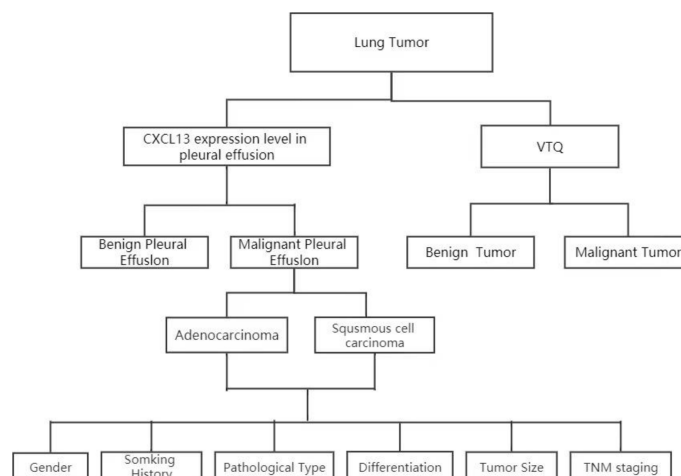 Lung Tumor
CXCL13 expression level in
pleural effusion
VTQ
Benign Pleural
Effuslon
Malignant Pleural
Effuslon
Benign Tumor
Malignant Tumor
Adenocarcinoma
Squsmous cell
carcinoma
Gender
Somking
History
Pathological Type
Differentiation
Tumor Size
TNM staging